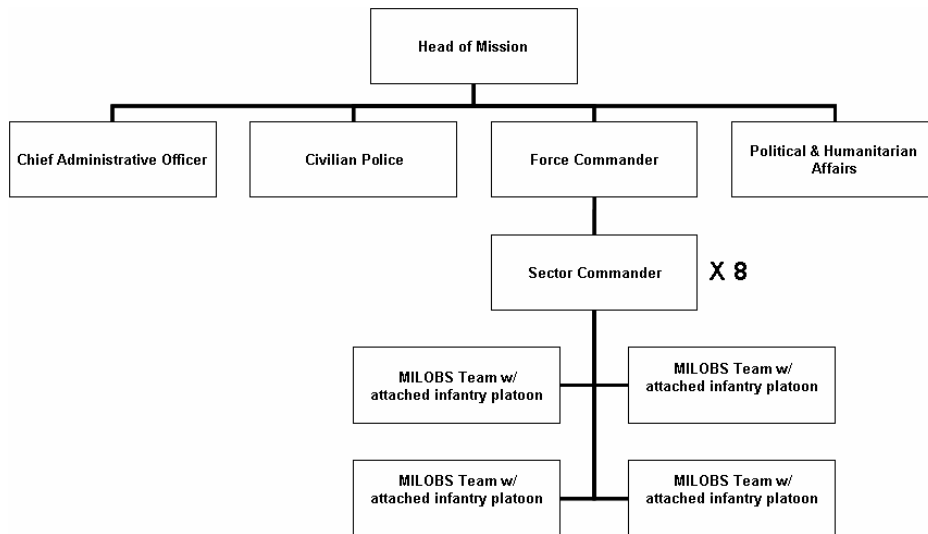 Head of Mission
Chief Administrative Officer
Civilian Police
Force Commander
Political & Humanitarian
Affairs
Sector Commander
X 8
MILOBS Team w/
attached infantry platoon
MILOBS Team w/
attached infantry platoon
MILOBS Team w/
attached infantry platoon
MILOBS Team w/
attached infantry platoon